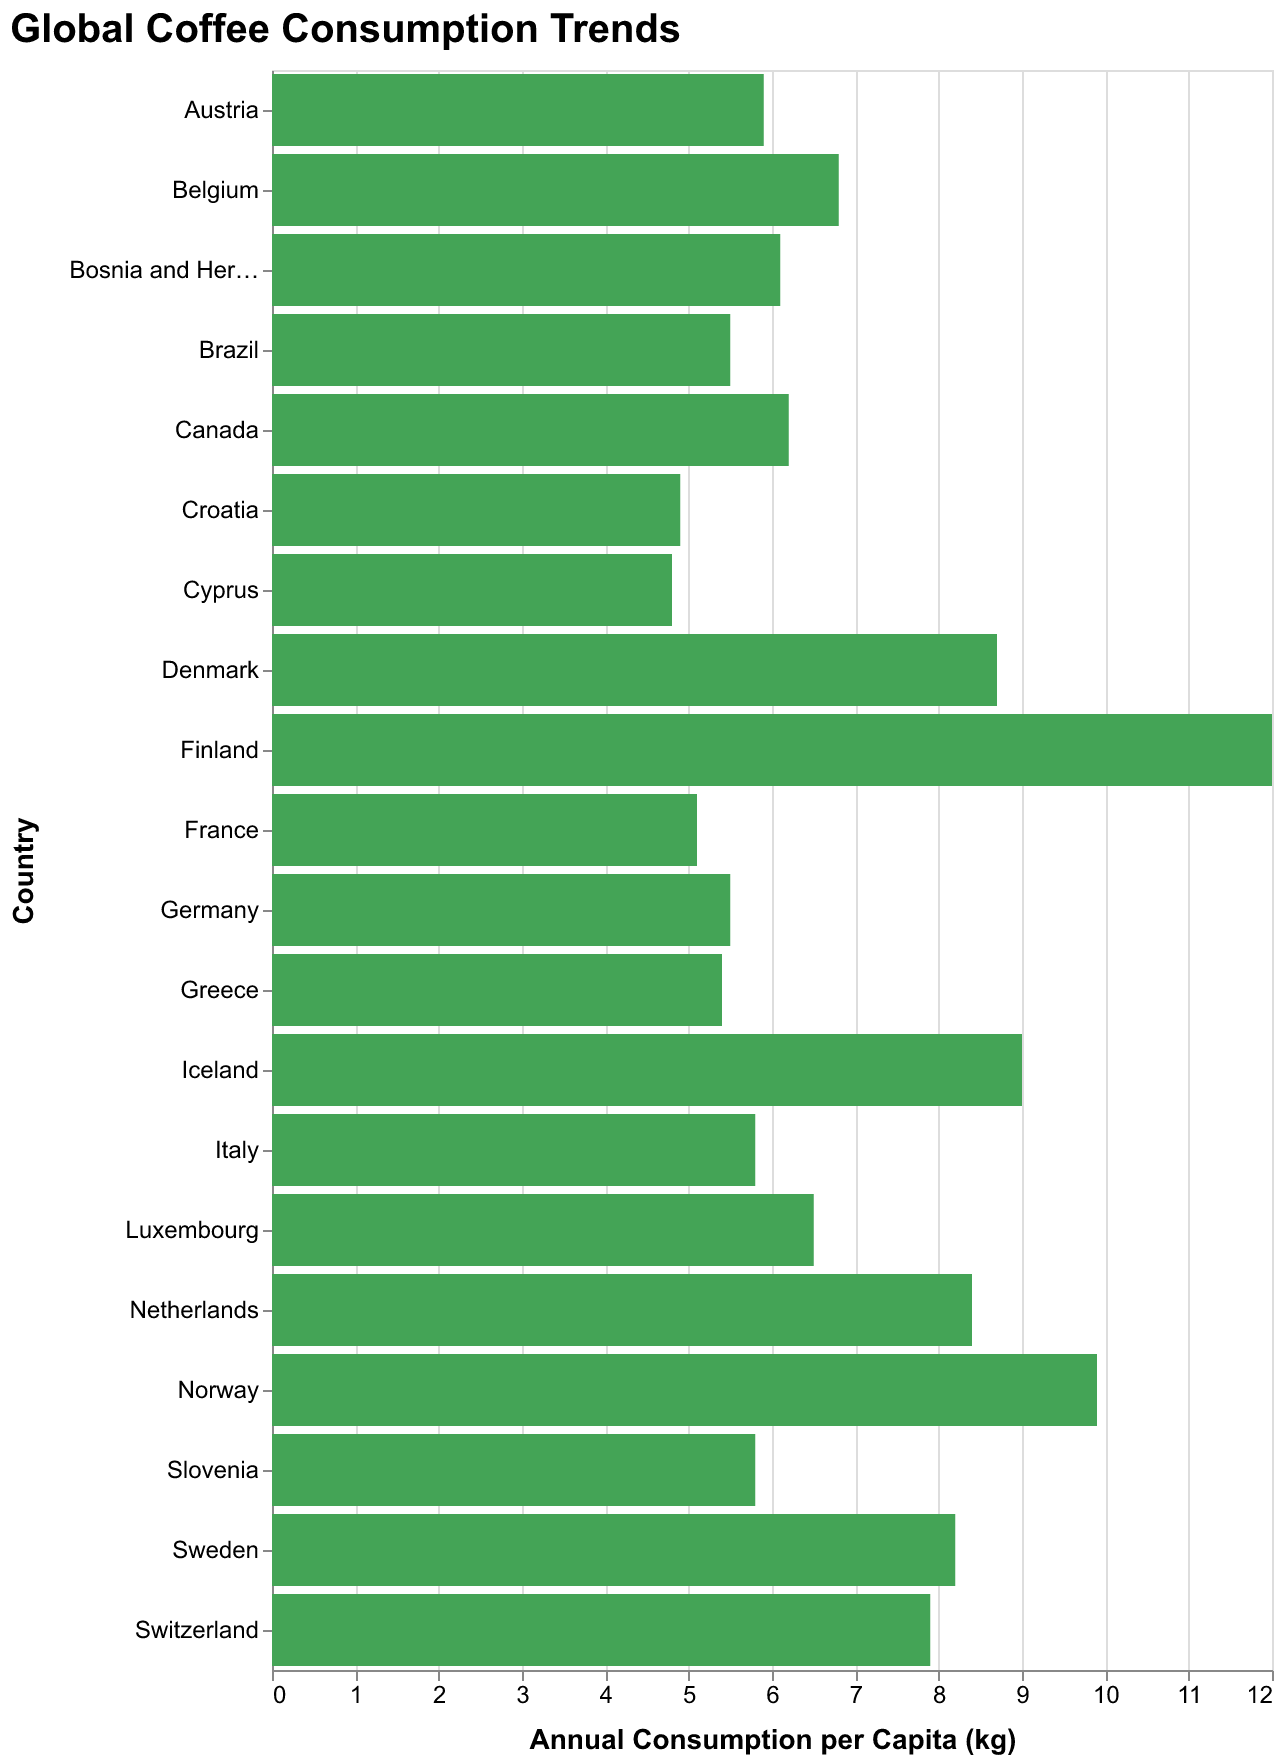 Global Coffee Consumption Trends
Country
Austria
Belgium
Bosnia and Her…
Brazil
Canada
Croatia
Cyprus
Denmark
Finland
France
Germany
Greece
Iceland
Italy
Luxembourg
Netherlands
Norway
Slovenia
Sweden
Switzerland
0 1 2 3 4 5 6 7 8 9 10 11 12
Annual Consumption per Capita (kg)